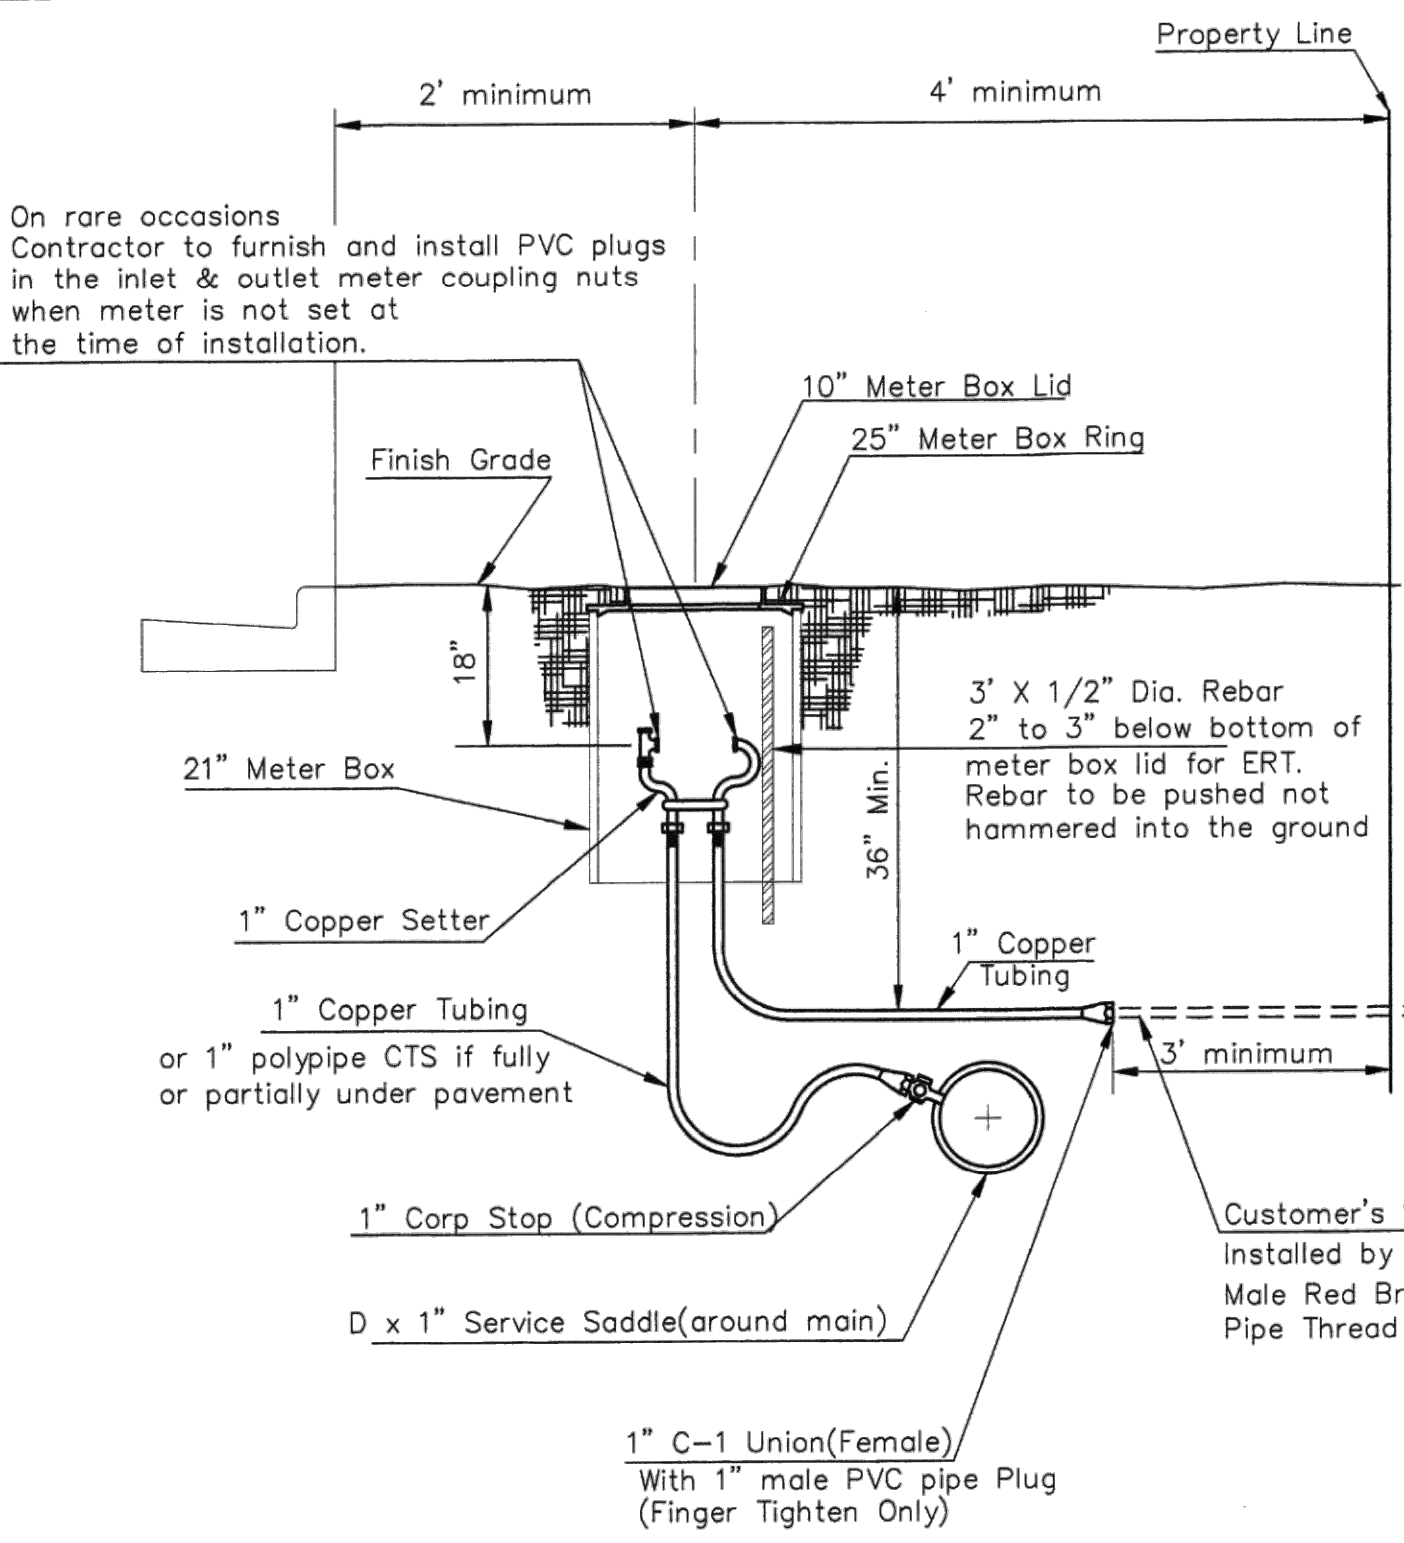 Property Line
2' minimum
4' minimum
On rare occasions
Contractor to furnish and install PVC plugs
in the inlet & outlet meter coupling nuts
when meter is not set at
the time of installation.
10" Meter Box Lid
25" Meter Box Ring
Finish Grade
18"
3' X 1/2" Dia. Rebar
2" to 3" below bottom of
meter box lid for ERT.
Rebar to be pushed not
hammered into the ground
21" Meter Box
36" Min.
1" Copper Setter
1" Copper
Tubing
1" Copper Tubing
or 1" polypipe CTS if fully
or partially under pavement
3' minimum
1" Corp Stop (Compression)
Customer's
Installed by
Male Red
Pipe Thread
D x 1" Service Saddle(around main)
1" C-1 Union(Female)
With 1" male PVC pipe Plug
(Finger Tighten Only)